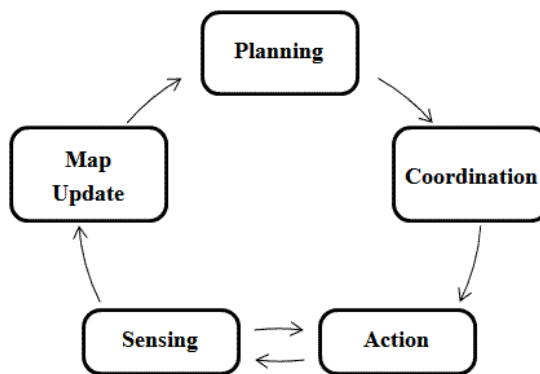 Planning
Coordination
Action
Sensing
Map
Update